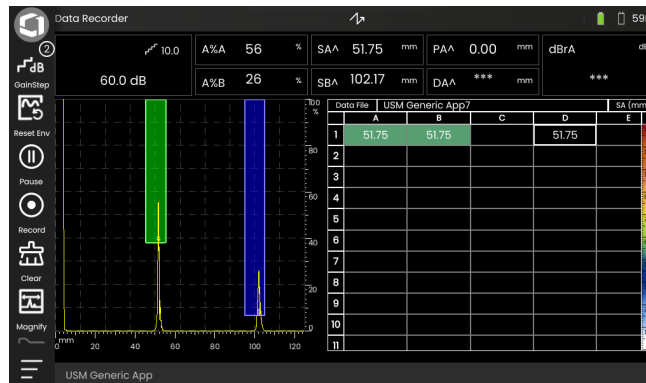 Data Recorder
59
2
dB
GainStep
10.0
60.0 dB
A%A 56 %
A%B 26 %
SA^ 51.75 mm
SB^ 102.17 mm
PA^ 0.00 mm
DA^ *** mm
dBrA
***
Reset Env
Pause
Record
Clear
Magnify
100
%
80
60
40
20
0
mm
0 20 40 60 80 100 120
Data File USM Generic App7 SA (mm
A B C D E
1 51.75 51.75 51.75
2
3
4
5
6
7
8
9
10
11
USM Generic App